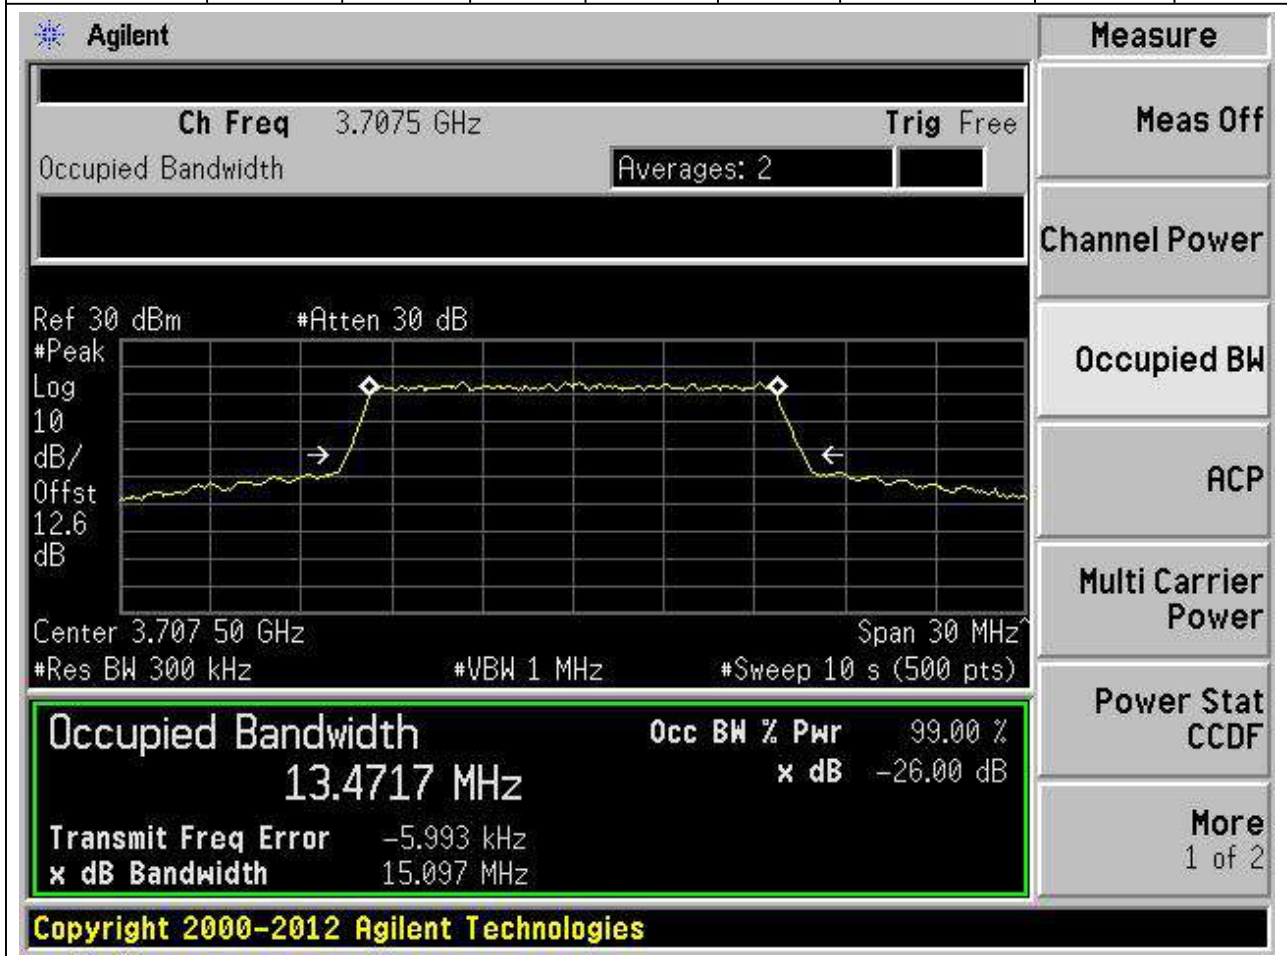 Agilent
Measure
Ch Freq 3.7075 GHz Trig Free
Occupied Bandwidth Averages: 2
Meas Off
Channel Power
Occupied BW
ACP
Multi Carrier
Power
Power Stat
CCDF
More
1 of 2
Ref 30 dBm #Atten 30 dB
#Peak
Log
10
dB/
Offst
12.6
dB
Center 3.707 50 GHz Span 30 MHz^
#Res BW 300 kHz #VBW 1 MHz #Sweep 10 s (500 pts)
Occupied Bandwidth Occ BW % Pwr 99.00 %
13.4717 MHz x dB -26.00 dB
Transmit Freq Error -5.993 kHz
x dB Bandwidth 15.097 MHz
Copyright 2000-2012 Agilent Technologies